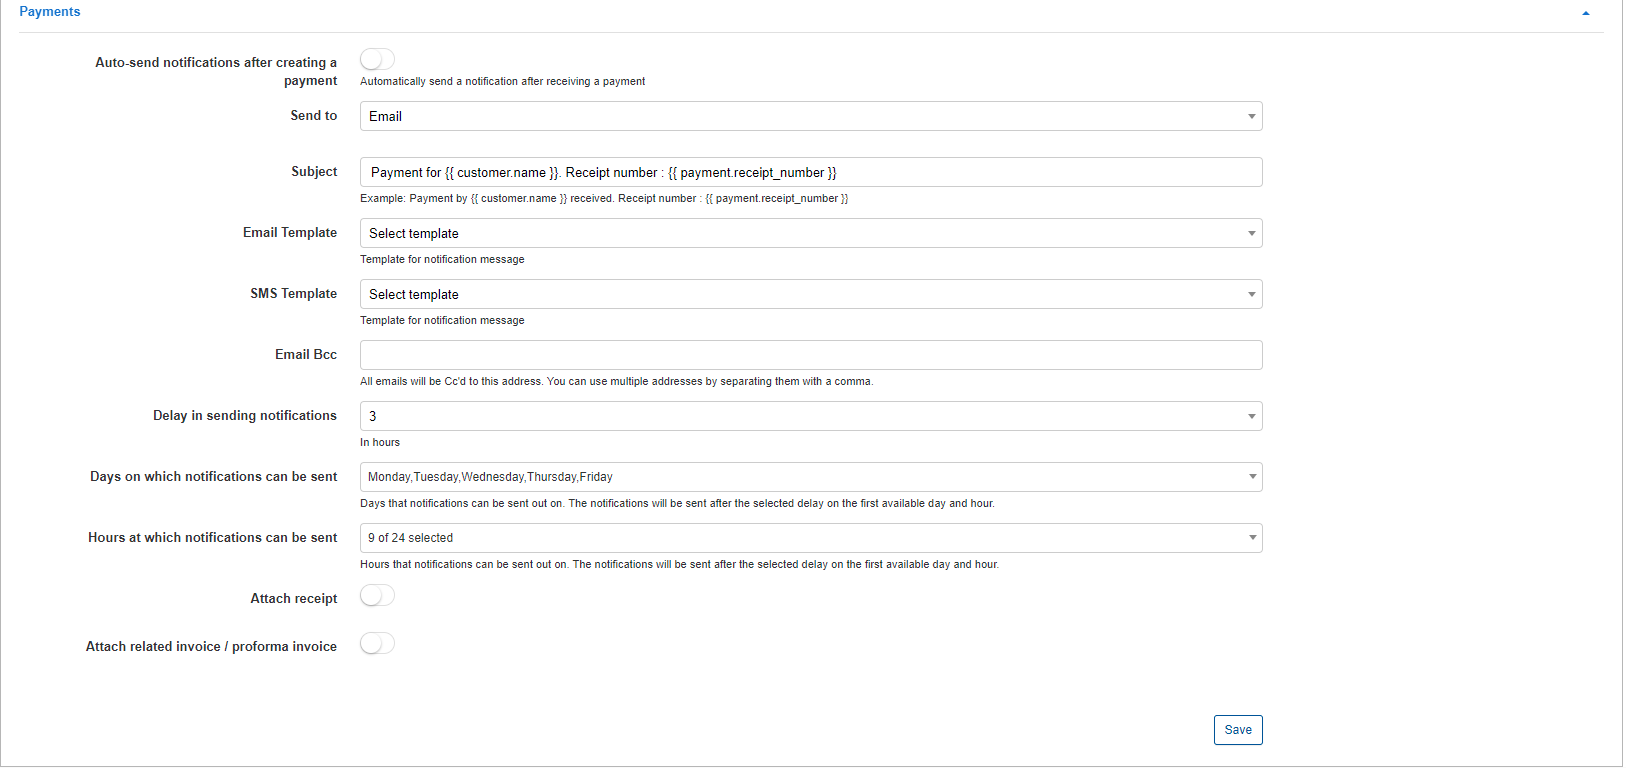 Payments
Auto-send notifications after creating a
payment
Automatically send a notification after receiving a payment
Send to
Email
Subject
Payment for {{ customer.name }}. Receipt number : {{ payment.receipt_number }}
Example: Payment by {{ customer.name }} received. Receipt number : {{ payment.receipt_number }}
Email Template
Select template
Template for notification message
SMS Template
Select template
Template for notification message
Email Bcc
All emails will be Cc'd to this address. You can use multiple addresses by separating them with a comma.
Delay in sending notifications
3
In hours
Days on which notifications can be sent
Monday,Tuesday,Wednesday,Thursday,Friday
Days that notifications can be sent out on. The notifications will be sent after the selected delay on the first available day and hour.
Hours at which notifications can be sent
9 of 24 selected
Hours that notifications can be sent out on. The notifications will be sent after the selected delay on the first available day and hour.
Attach receipt
Attach related invoice / proforma invoice
Save